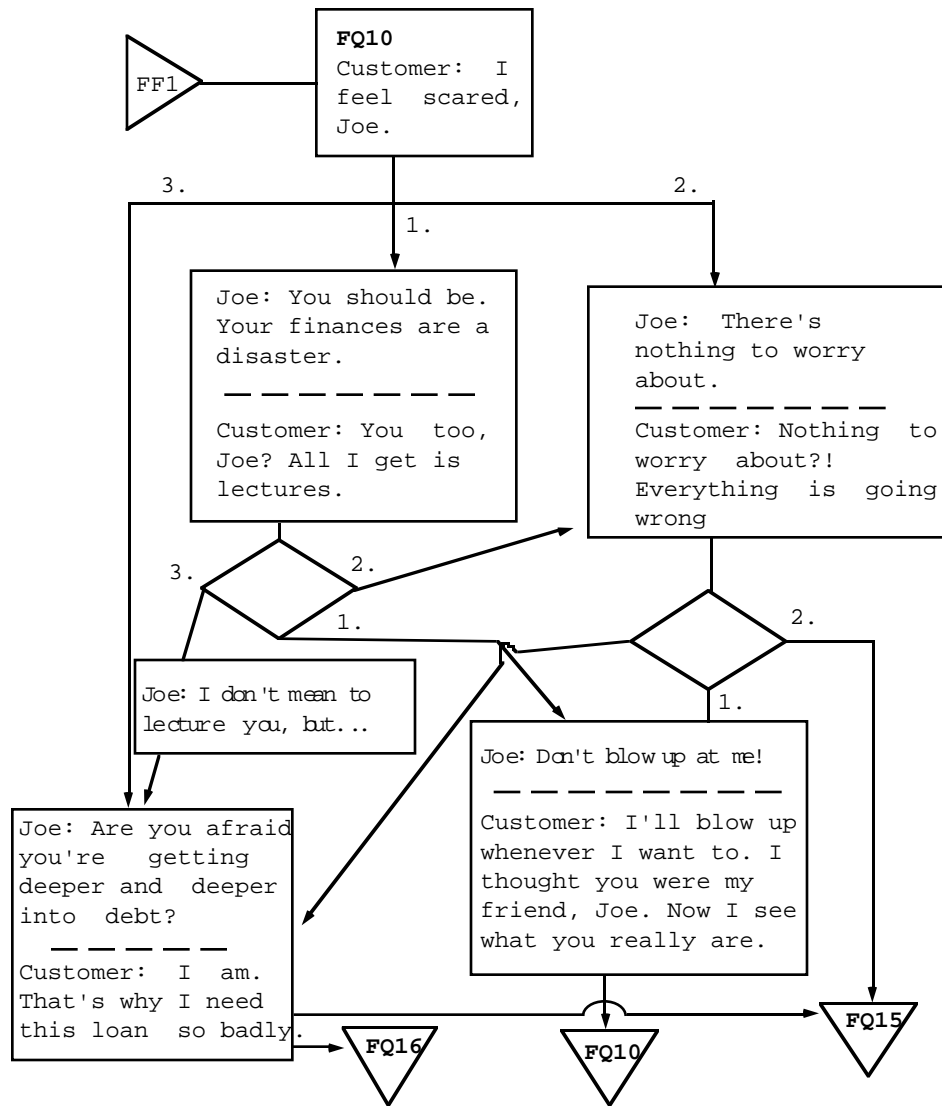 FF1
FQ10
Customer: I
feel scared,
Joe.
3.
2.
1.
Joe: You should be.
Your finances are a
disaster.
Customer: You too,
Joe? All I get is
lectures.
Joe: There's
nothing to worry
about.
Customer: Nothing to
worry about?!
Everything is going
wrong
3.
2.
1.
2.
1.
Joe: I don't mean to
lecture you, but...
Joe: Don't blow up at me!
Customer: I'll blow up
whenever I want to. I
thought you were my
friend, Joe. Now I see
what you really are.
Joe: Are you afraid
you're getting
deeper and deeper
into debt?
Customer: I am.
That's why I need
this loan so badly.
FQ16
FQ10
FQ15